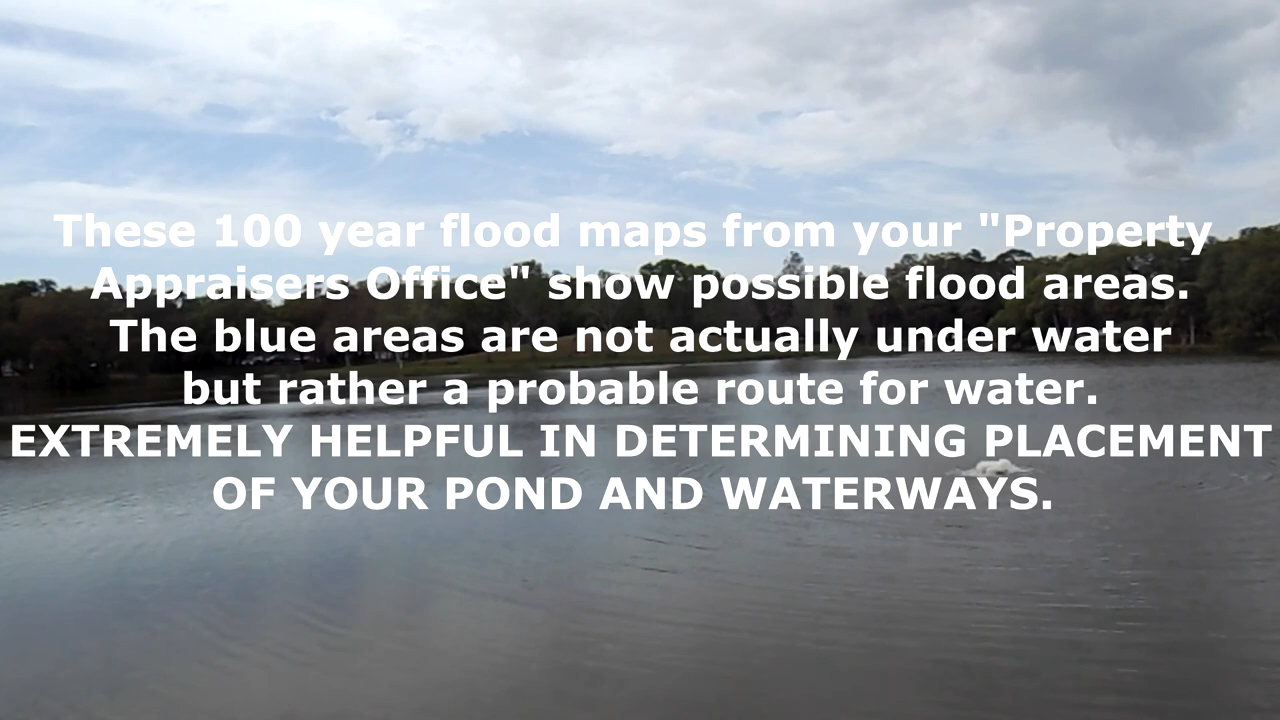 These 100 year flood maps from your "Property
Appraisers Office" show possible flood areas.
The blue areas are not actually under water
but rather a probable route for water.
EXTREMELY HELPFUL IN DETERMINING PLACEMENT
OF YOUR POND AND WATERWAYS.